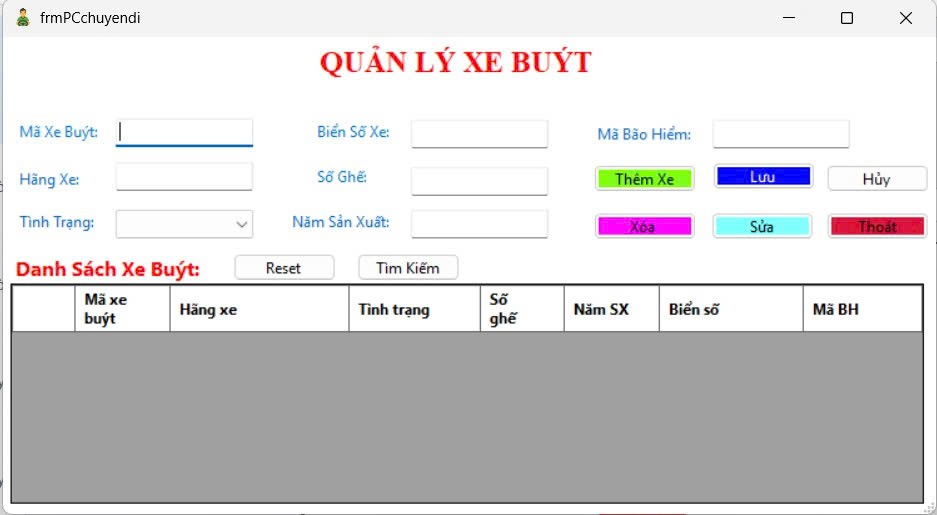 frmPCchuyendi
QUẢN LÝ XE BUÝT
Mã Xe Buýt:
Biển Số Xe:
Mã Bão Hiểm:
Hãng Xe:
Số Ghế:
Thêm Xe
Lưu
Hủy
Tình Trạng:
Năm Sản Xuất:
Xóa
Sửa
Thoát
Danh Sách Xe Buýt:
Reset
Tìm Kiếm
Mã xe
buýt
Hãng xe
Tình trạng
Số
ghế
Năm SX
Biển số
Mã BH